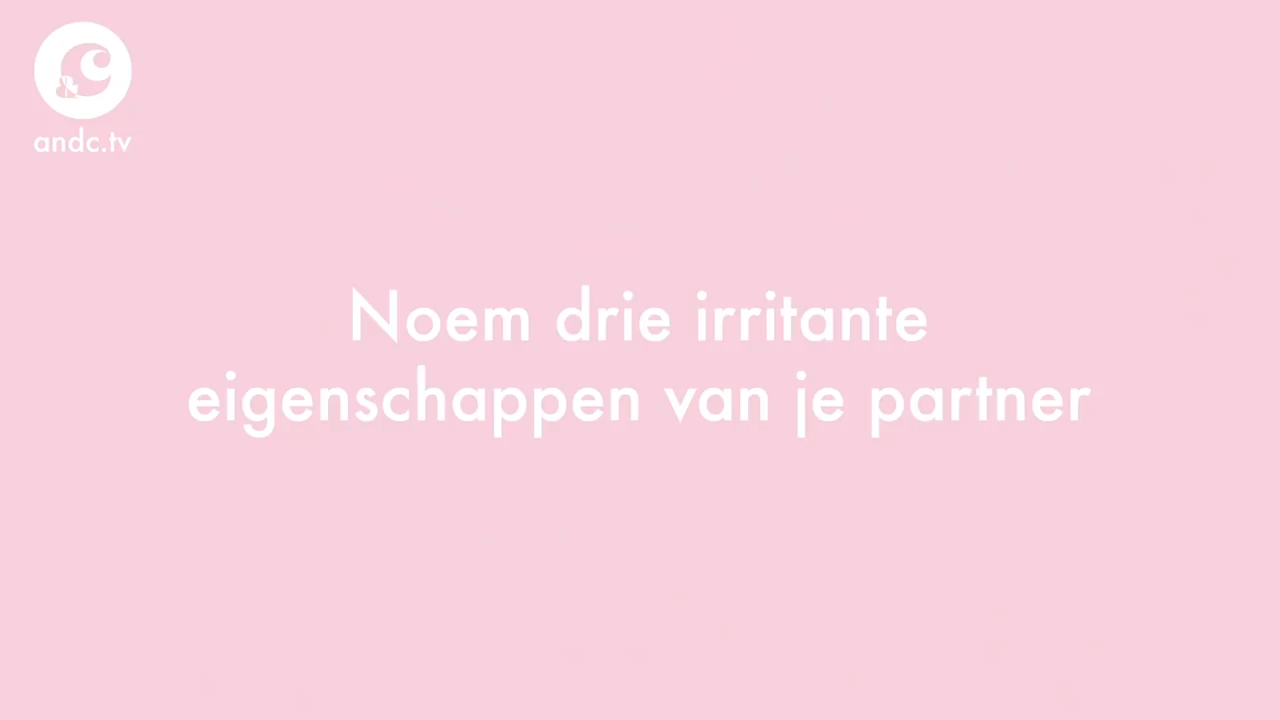 &c
andc.tv
Noem drie irritante
eigenschappen van je partner